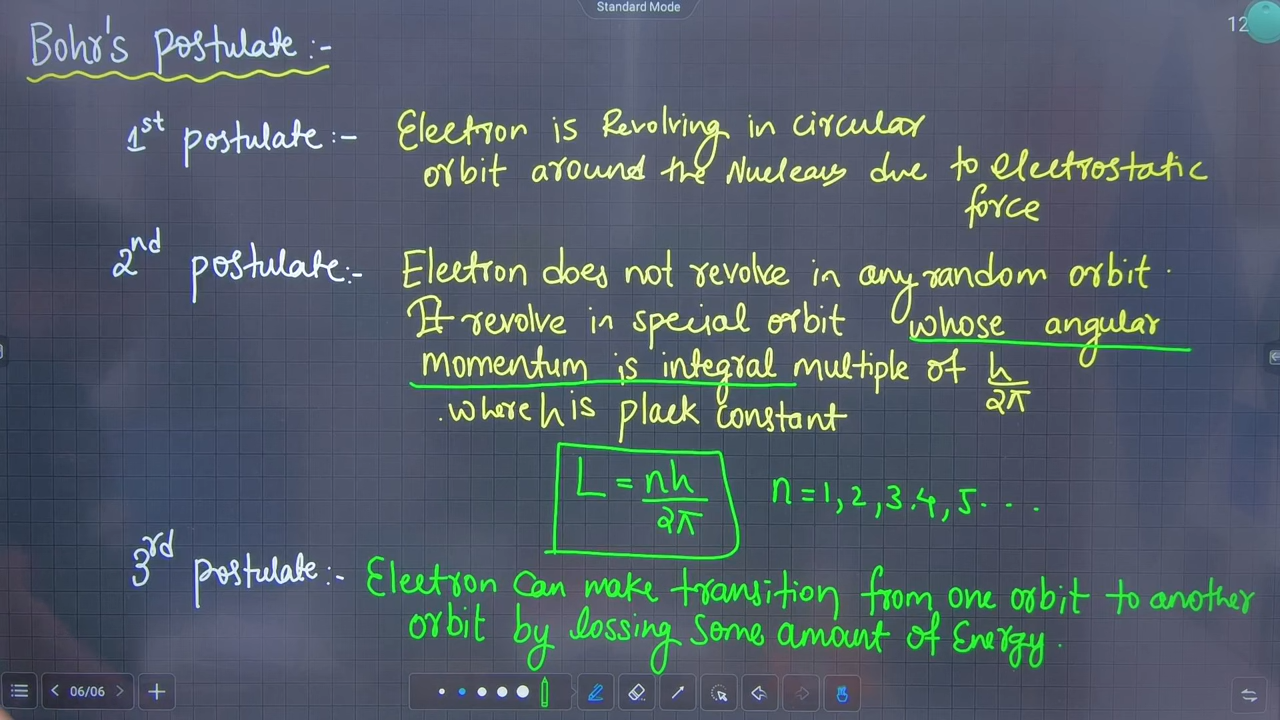 Standard Mode
12
Bohr's postulate :-
1st postulate :- Electron is Revolving in circular
orbit around the Nucleus due to electrostatic
force
2nd postulate :- Electron does not revolve in any random orbit.
It revolve in special orbit whose angular
momentum is integral multiple of h/2π
where h is plack constant
L = nh/2π n = 1, 2, 3.4, 5 . . . .
3rd postulate :- Electron Can make transition from one orbit to another
orbit by lossing some amount of Energy.
06/06